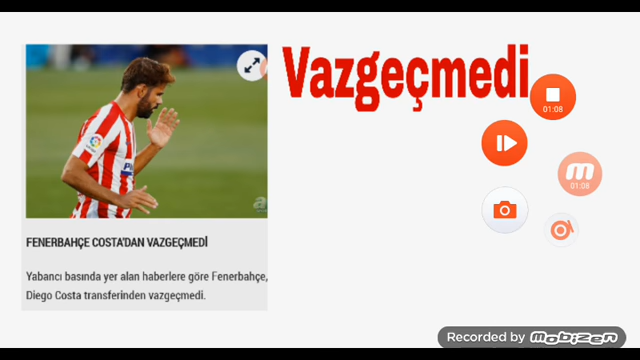 Vazgeçmedi
01:08
01:08
FENERBAHÇE COSTA'DAN VAZGEÇMEDİ
Yabancı basında yer alan haberlere göre Fenerbahçe,
Diego Costa transferinden vazgeçmedi.
Recorded by MOBIZEN